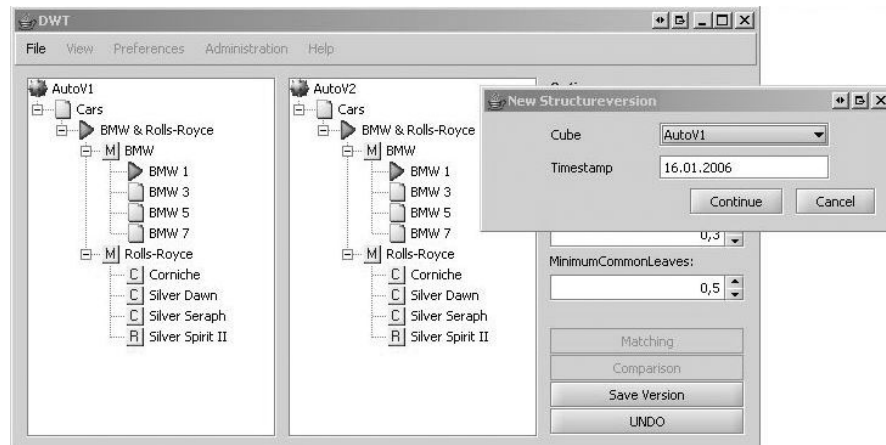 DWT
File View Preferences Administration Help
AutoV1
Cars
BMW & Rolls-Royce
M BMW
BMW 1
BMW 3
BMW 5
BMW 7
M Rolls-Royce
C Corniche
C Silver Dawn
C Silver Seraph
R Silver Spirit II
AutoV2
Cars
BMW & Rolls-Royce
M BMW
BMW 1
BMW 3
BMW 5
BMW 7
M Rolls-Royce
C Corniche
C Silver Dawn
C Silver Seraph
R Silver Spirit II
New Structureversion
Cube AutoV1
Timestamp 16.01.2006
Continue Cancel
0,3
MinimumCommonLeaves:
0,5
Matching
Comparison
Save Version
UNDO